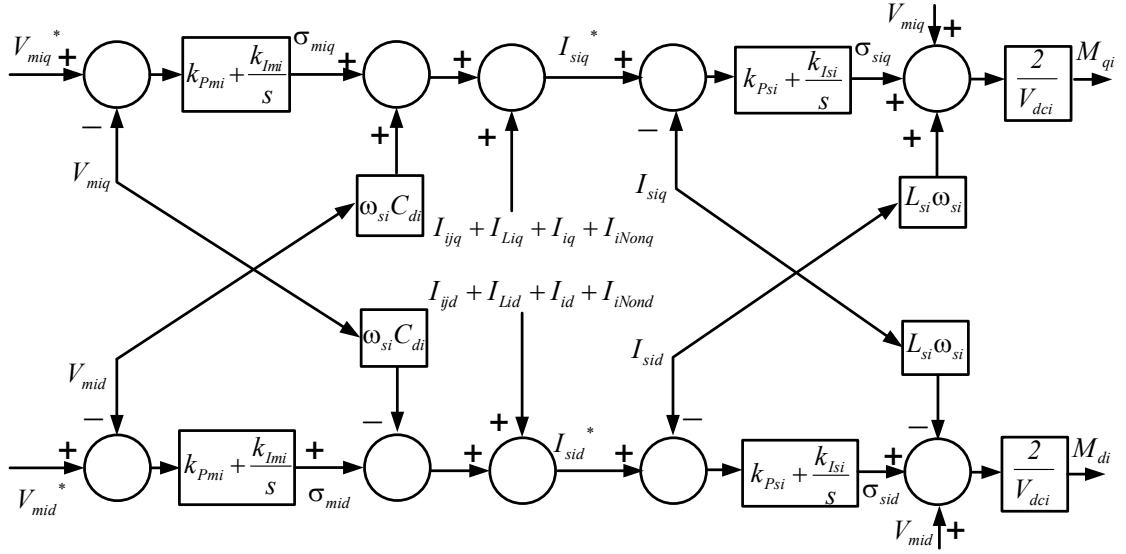 V_miq* + − k_Pmi + k_Imi/s σ_miq + + + + I_siq* + − k_Psi + k_Isi/s σ_siq + V_miq + + 2/V_dci M_qi
V_miq
ω_si C_di
I_ijq + I_Liq + I_iq + I_iNonq
I_siq
L_si ω_si
I_ijd + I_Lid + I_id + I_iNond
ω_si C_di
V_mid
I_sid
L_si ω_si
V_mid* + − k_Pmi + k_Imi/s + σ_mid − + + I_sid* + − k_Psi + k_Isi/s + σ_sid − V_mid + 2/V_dci M_di